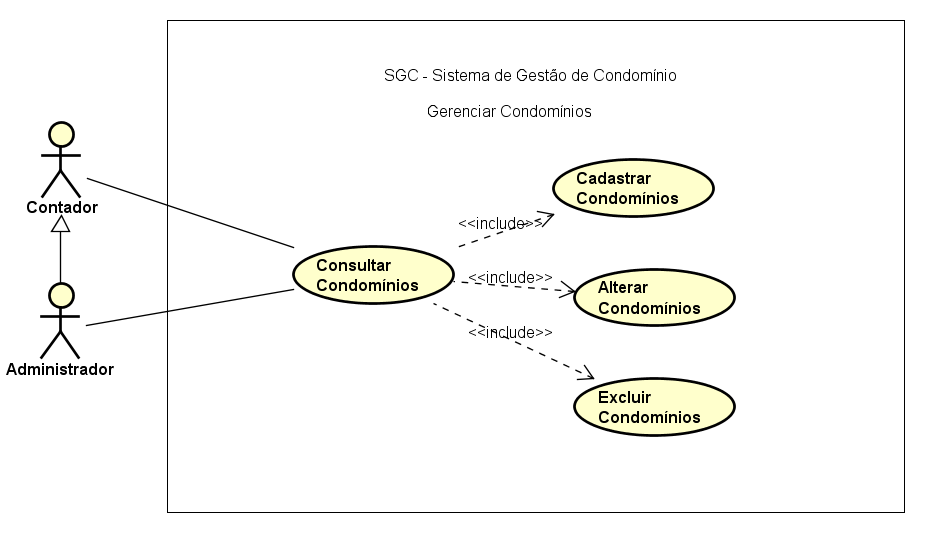 SGC - Sistema de Gestão de Condomínio
Gerenciar Condomínios
Contador
Administrador
Consultar
Condomínios
<<include>>
Cadastrar
Condomínios
<<include>>
Alterar
Condomínios
<<include>>
Excluir
Condomínios